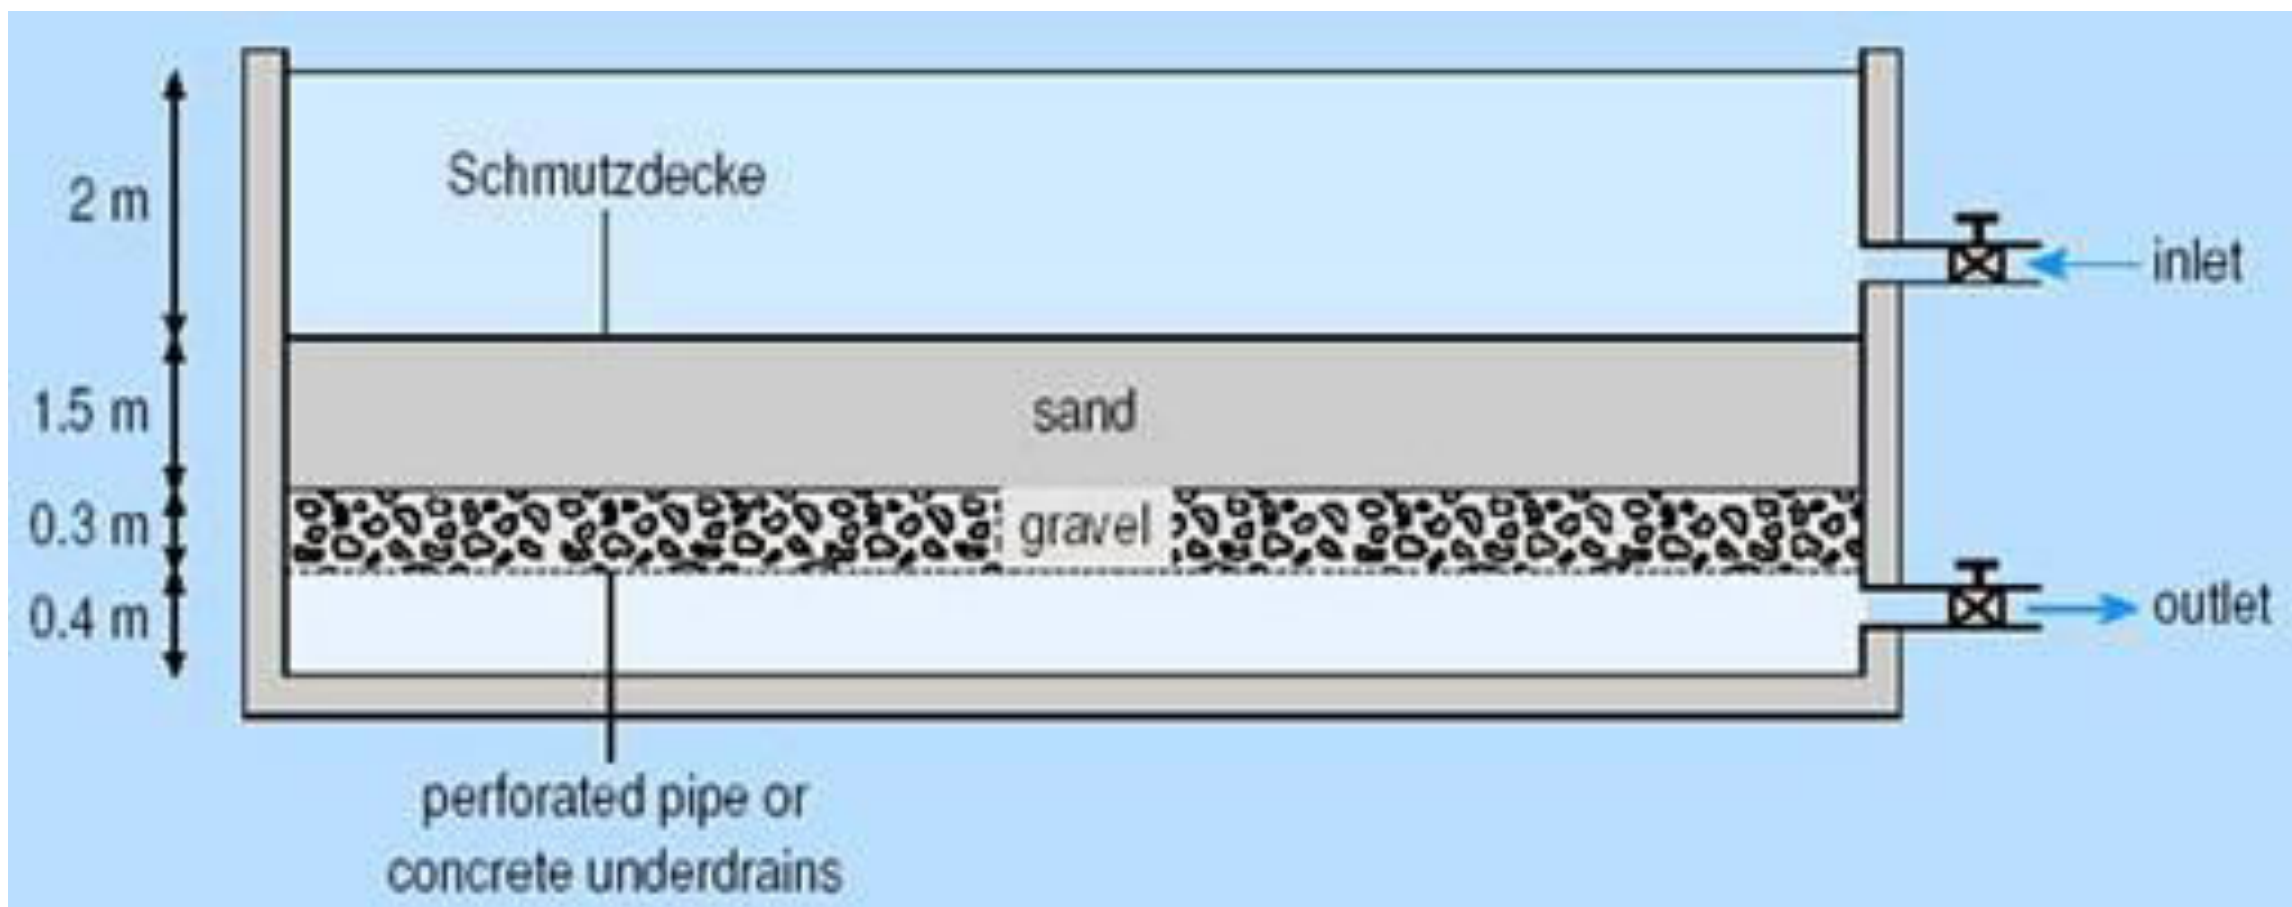 2 m
Schmutzdecke
inlet
1.5 m
sand
0.3 m
gravel
0.4 m
outlet
perforated pipe or
concrete underdrains